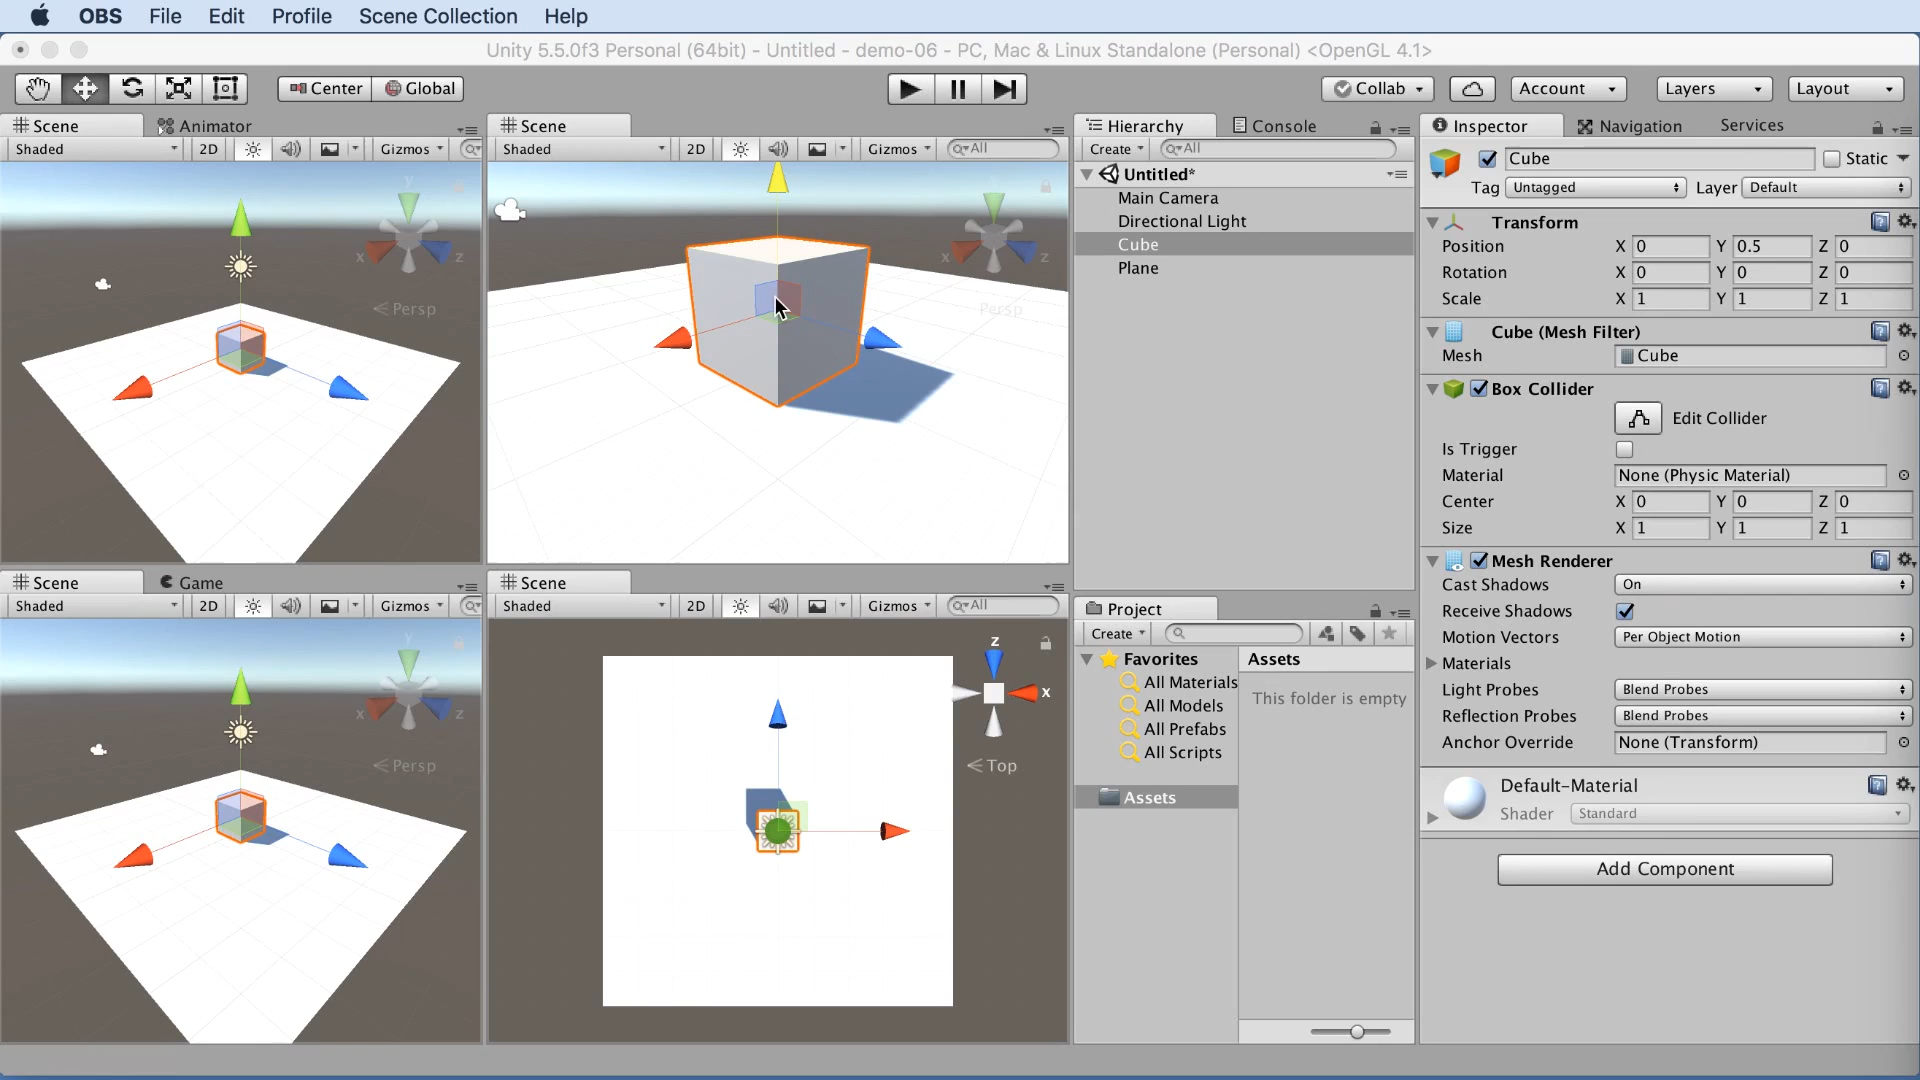 OBS File Edit Profile Scene Collection Help
Unity 5.5.0f3 Personal (64bit) - Untitled - demo-06 - PC, Mac & Linux Standalone (Personal) <OpenGL 4.1>
Center Global Collab Account Layers Layout
Scene Animator
Shaded 2D Gizmos
y
x z
Persp
Scene
Shaded 2D Gizmos All
y
x z
Persp
Scene Game
Shaded 2D Gizmos
y
x z
Persp
Scene
Shaded 2D Gizmos All
z
x
Top
Hierarchy Console
Create All
Untitled*
Main Camera
Directional Light
Cube
Plane
Project
Create
Favorites
All Materials
All Models
All Prefabs
All Scripts
Assets
Assets
This folder is empty
Inspector Navigation Services
Cube Static
Tag Untagged Layer Default
Transform
Position X 0 Y 0.5 Z 0
Rotation X 0 Y 0 Z 0
Scale X 1 Y 1 Z 1
Cube (Mesh Filter)
Mesh Cube
Box Collider
Edit Collider
Is Trigger
Material None (Physic Material)
Center X 0 Y 0 Z 0
Size X 1 Y 1 Z 1
Mesh Renderer
Cast Shadows On
Receive Shadows
Motion Vectors Per Object Motion
Materials
Light Probes Blend Probes
Reflection Probes Blend Probes
Anchor Override None (Transform)
Default-Material
Shader Standard
Add Component